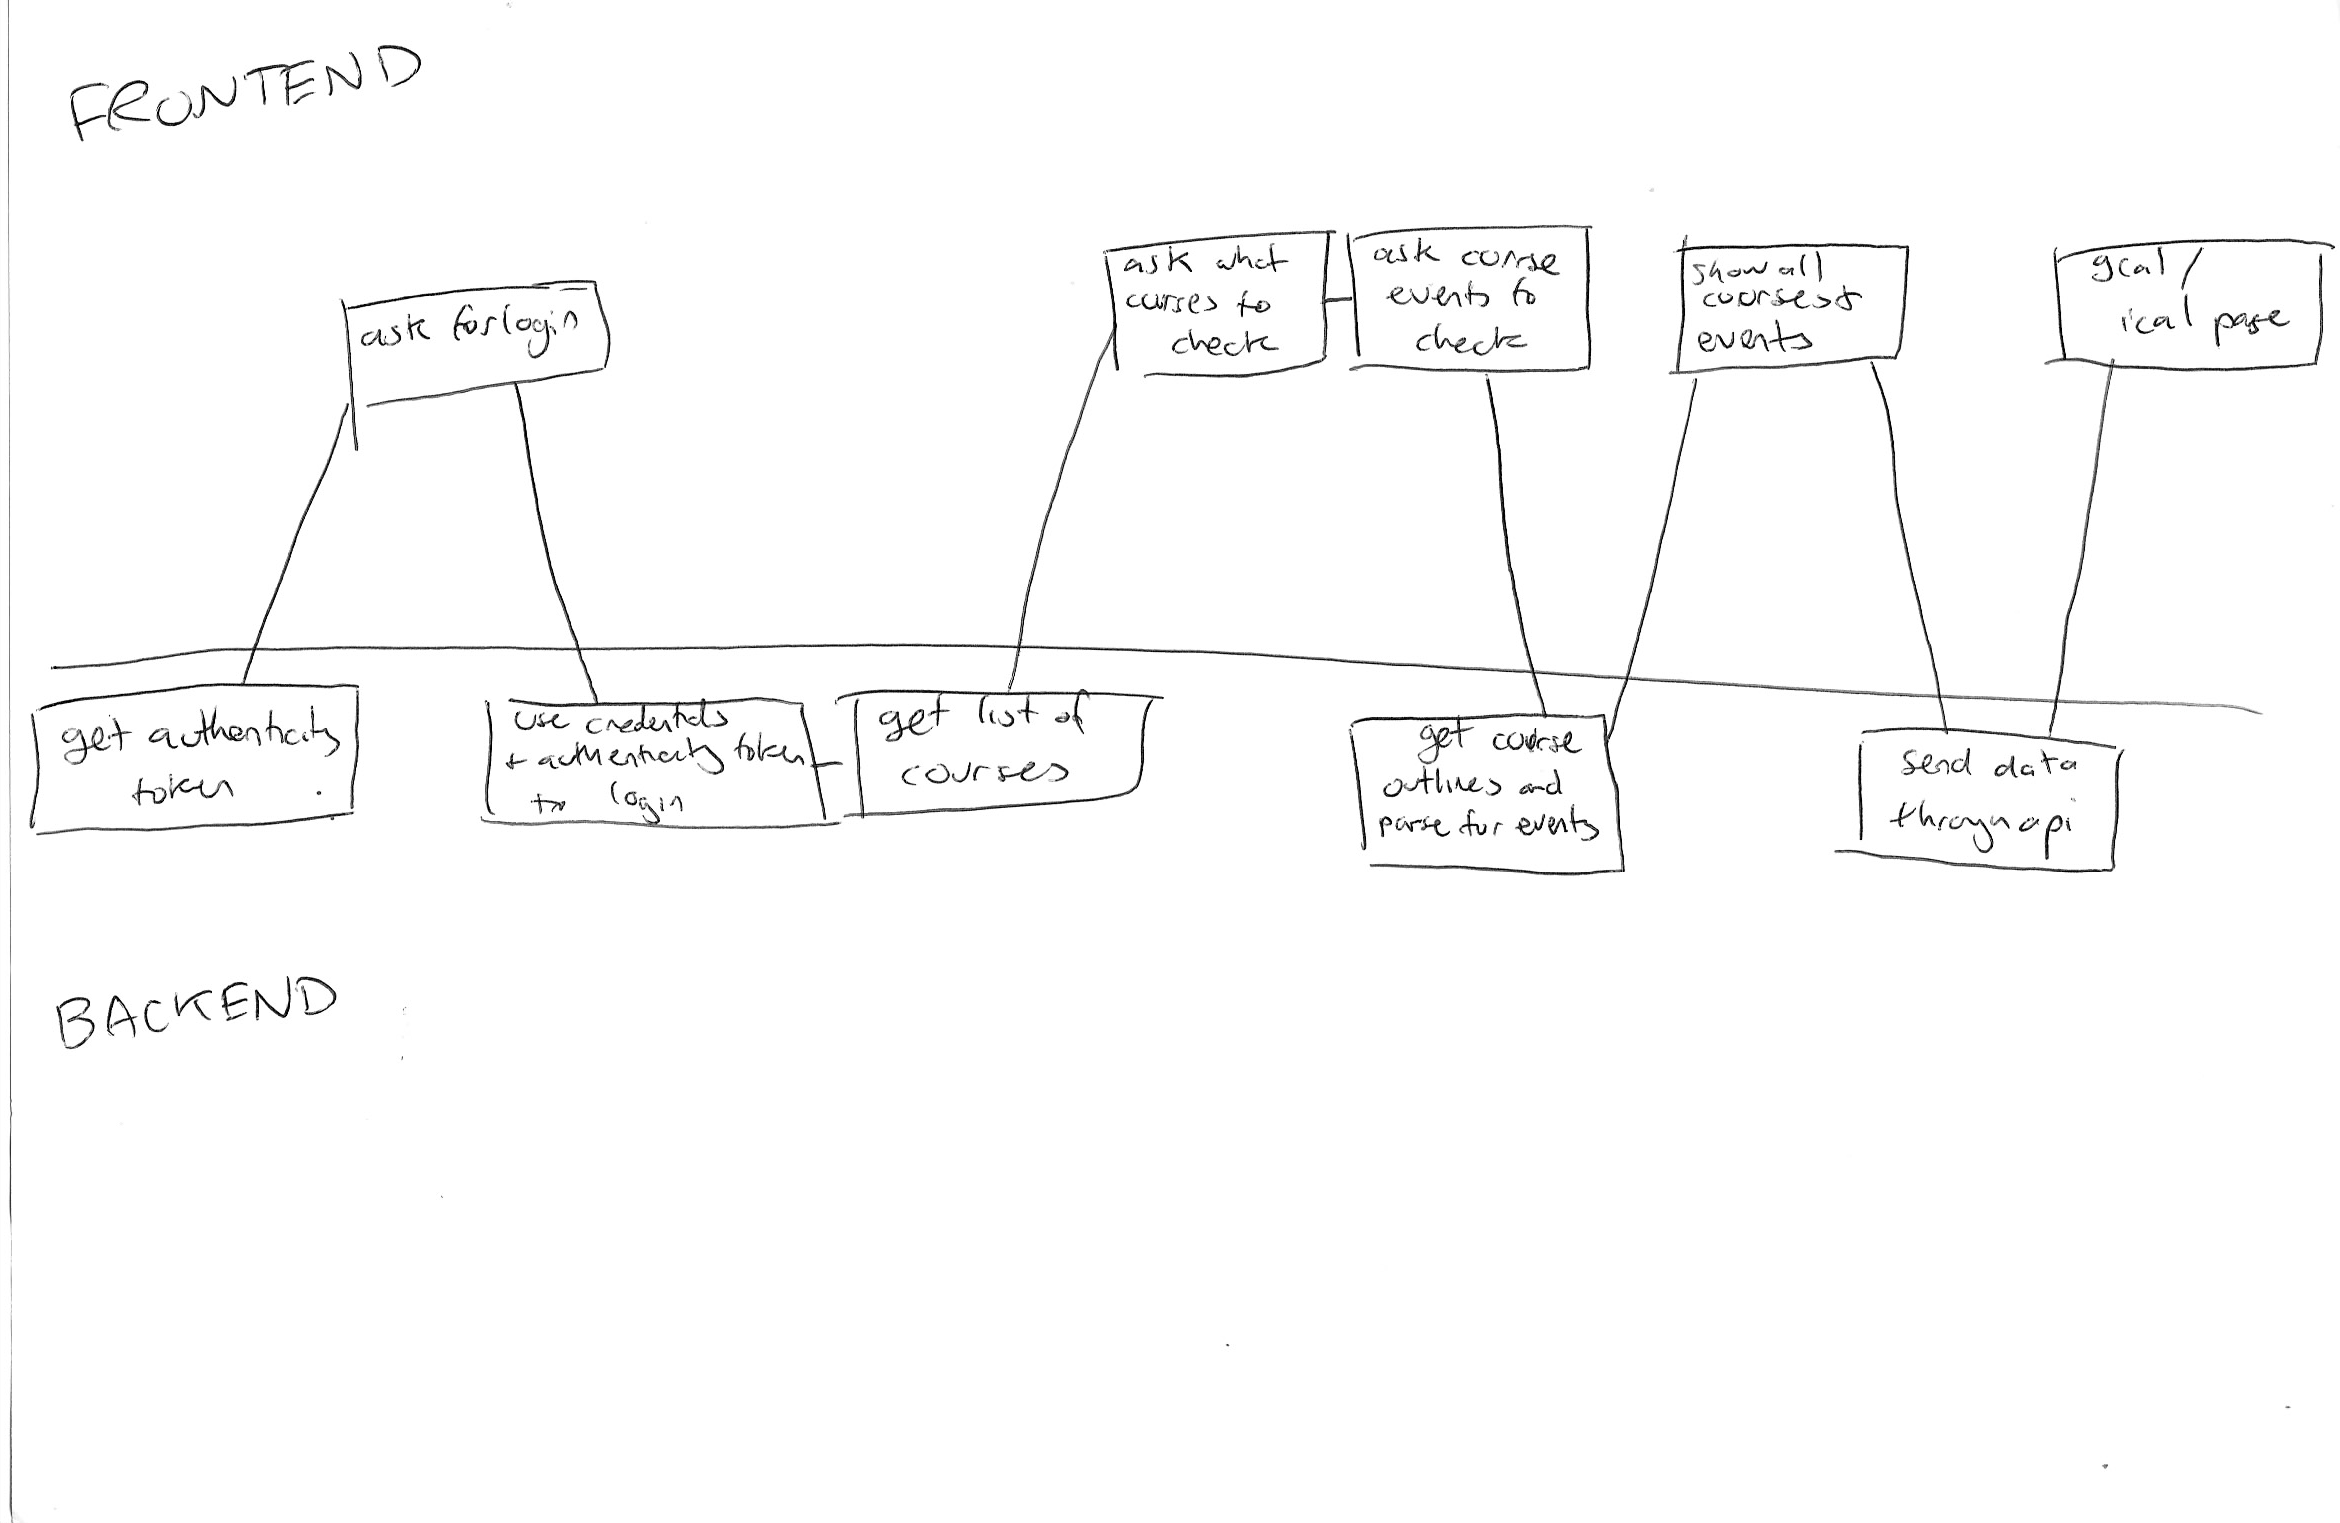 FRONTEND
ask for login
ask what
courses to
check
ask course
events to
check
show all
courses &
events
gcal /
ical page
get authenticity
token
use credentials
+ authenticity token
to login
get list of
courses
get course
outlines and
parse for events
send data
through api
BACKEND